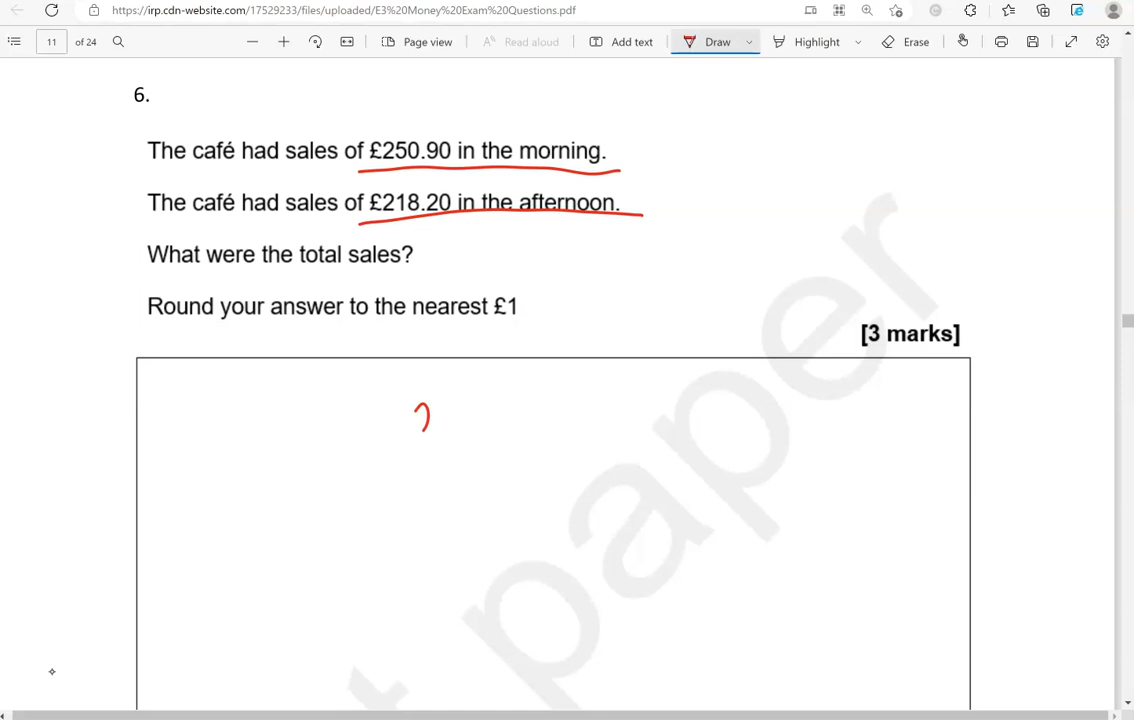 https://irp.cdn-website.com/17529233/files/uploaded/E3%20Money%20Exam%20Questions.pdf
11 of 24 Page view Read aloud Add text Draw Highlight Erase
6.
The café had sales of £250.90 in the morning.
The café had sales of £218.20 in the afternoon.
What were the total sales?
Round your answer to the nearest £1
[3 marks]
t paper